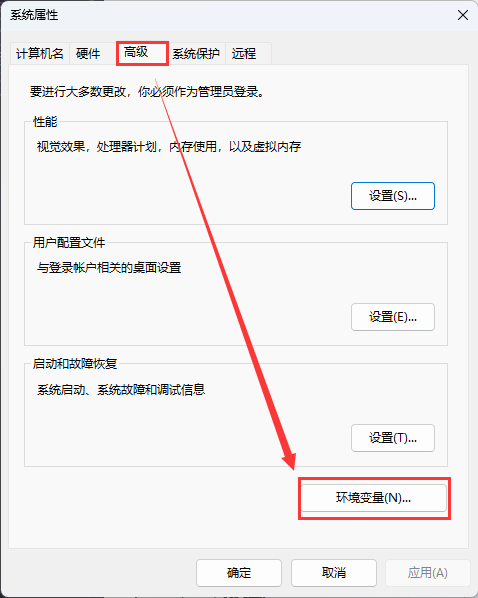 系统属性
计算机名 硬件 高级 系统保护 远程
要进行大多数更改，你必须作为管理员登录。
性能
视觉效果，处理器计划，内存使用，以及虚拟内存
设置(S)...
用户配置文件
与登录帐户相关的桌面设置
设置(E)...
启动和故障恢复
系统启动、系统故障和调试信息
设置(T)...
环境变量(N)...
确定 取消 应用(A)